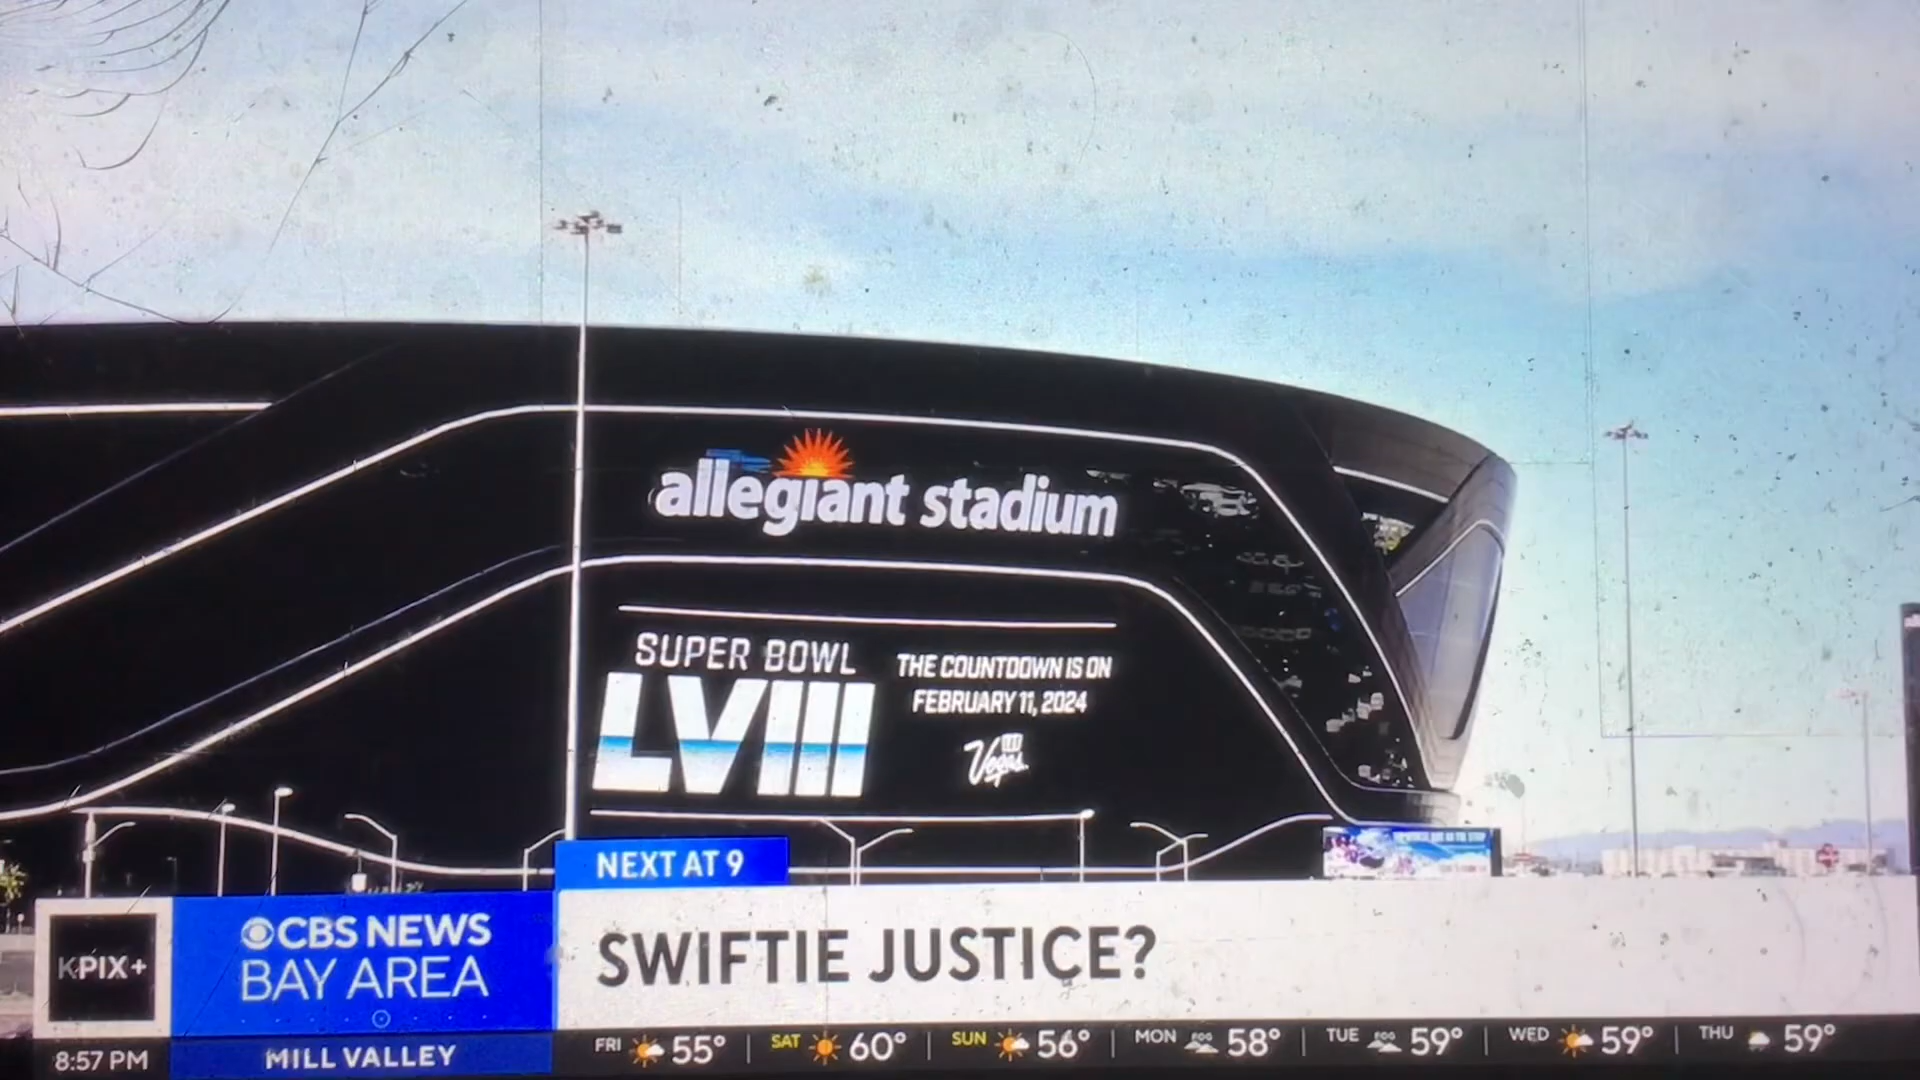 allegiant stadium
SUPER BOWL
LVIII
THE COUNTDOWN IS ON
FEBRUARY 11, 2024
Vegas
NEXT AT 9
KPIX+
CBS NEWS
BAY AREA
SWIFTIE JUSTICE?
8:57 PM
MILL VALLEY
FRI 55° | SAT 60° | SUN 56° | MON FOG 58° | TUE FOG 59° | WED 59° | THU 59°